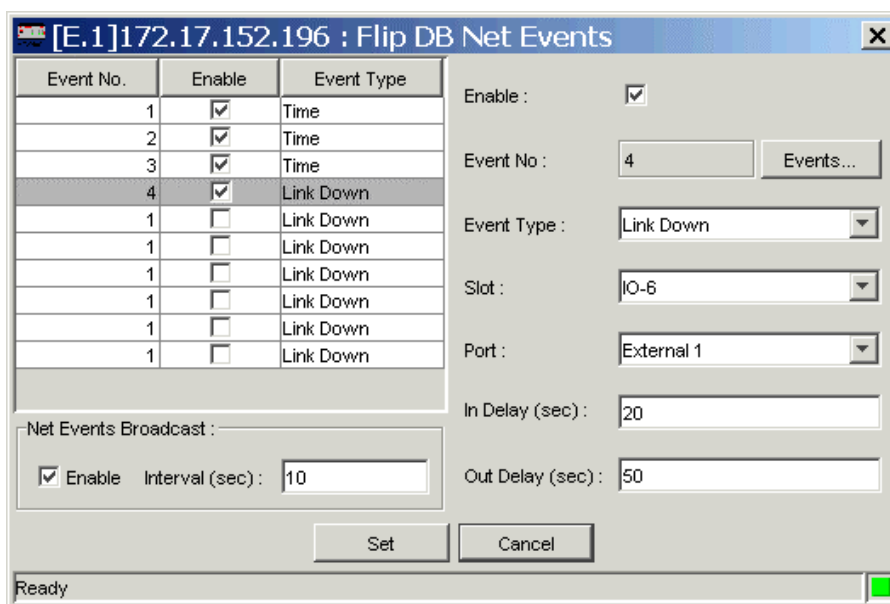 [E.1]172.17.152.196 : Flip DB Net Events
Event No. Enable Event Type
1 Time
2 Time
3 Time
4 Link Down
1 Link Down
1 Link Down
1 Link Down
1 Link Down
1 Link Down
1 Link Down
Net Events Broadcast :
Enable Interval (sec) : 10
Enable :
Event No : 4 Events...
Event Type : Link Down
Slot : IO-6
Port : External 1
In Delay (sec) : 20
Out Delay (sec) : 50
Set Cancel
Ready